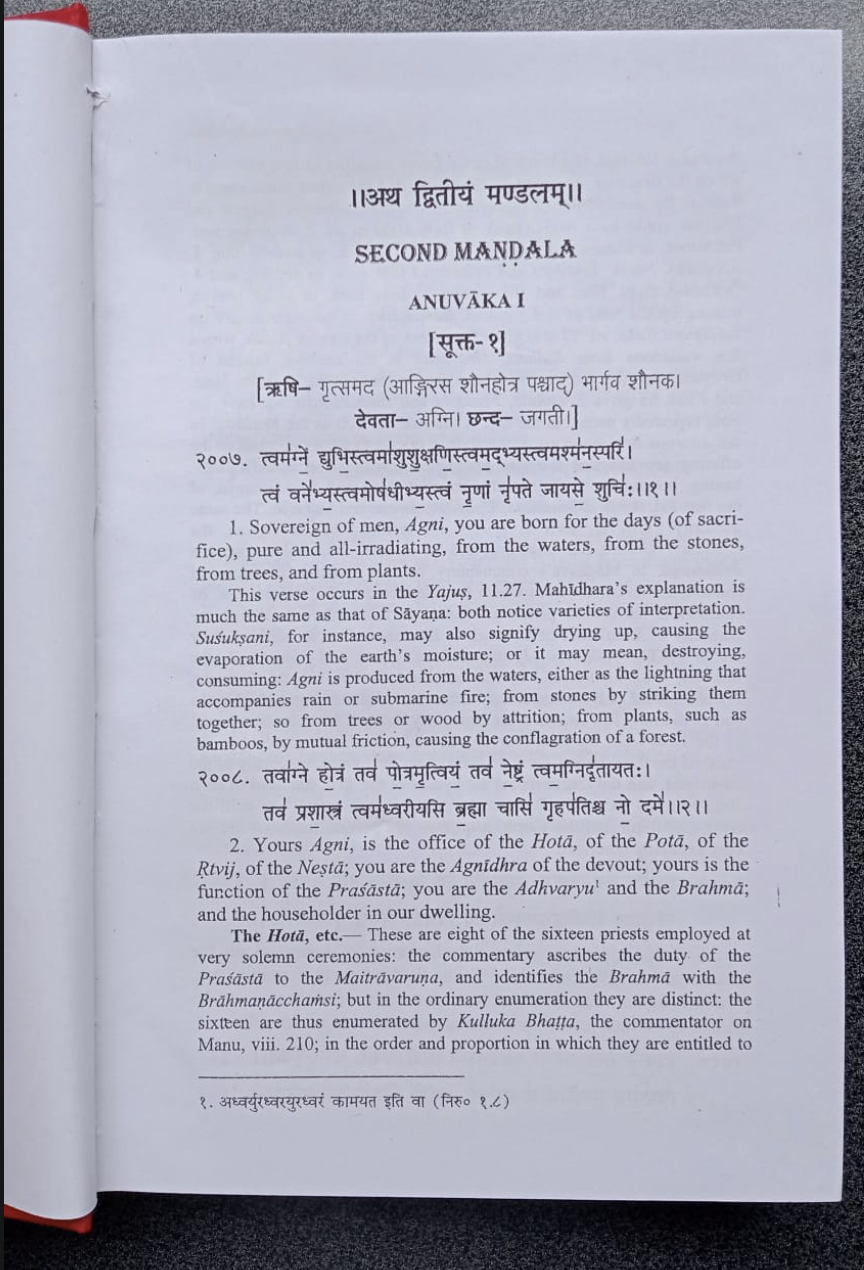 ।।अथ द्वितीयं मण्डलम्।।
SECOND MAṆḌALA
ANUVĀKA I
[सूक्त- १]
[ऋषि– गृत्समद (आङ्गिरस शौनहोत्र पश्चाद्) भार्गव शौनक।
देवता– अग्नि। छन्द– जगती।]
२००७. त्वम॑ग्ने॒ द्युभि॒स्त्वमा॑शुशु॒क्षणि॒स्त्वम॒द्भ्यस्त्वमश्म॑न॒स्परि॑।
त्वं वने॑भ्य॒स्त्वमोष॑धीभ्य॒स्त्वं नृ॒णां नृ॑पते जायसे॒ शुचिः॑।।१।।
1. Sovereign of men, Agni, you are born for the days (of sacri-
fice), pure and all-irradiating, from the waters, from the stones,
from trees, and from plants.
This verse occurs in the Yajuṣ, 11.27. Mahīdhara's explanation is
much the same as that of Sāyaṇa: both notice varieties of interpretation.
Suśukṣani, for instance, may also signify drying up, causing the
evaporation of the earth's moisture; or it may mean, destroying,
consuming: Agni is produced from the waters, either as the lightning that
accompanies rain or submarine fire; from stones by striking them
together; so from trees or wood by attrition; from plants, such as
bamboos, by mutual friction, causing the conflagration of a forest.
२००८. तवा॑ग्ने हो॒त्रं तव॑ पो॒त्रमृ॒त्वियं॒ तव॑ ने॒ष्ट्रं त्वम॒ग्निदृ॑ताय॒तः।
तव॑ प्रशा॒स्त्रं त्वम॑ध्वरीयसि ब्र॒ह्मा चासि॑ गृ॒हप॑तिश्च नो॒ दमे॑।।२।।
2. Yours Agni, is the office of the Hotā, of the Potā, of the
Ṛtvij, of the Neṣṭā; you are the Agnīdhra of the devout; yours is the
function of the Praśāstā; you are the Adhvaryu¹ and the Brahmā;
and the householder in our dwelling.
The Hotā, etc.— These are eight of the sixteen priests employed at
very solemn ceremonies: the commentary ascribes the duty of the
Praśāstā to the Maitrāvaruṇa, and identifies the Brahmā with the
Brāhmaṇācchaṁsi; but in the ordinary enumeration they are distinct: the
sixteen are thus enumerated by Kulluka Bhaṭṭa, the commentator on
Manu, viii. 210; in the order and proportion in which they are entitled to
१. अध्वर्युरध्वरयुरध्वरं कामयत इति वा (निरु० १.८)